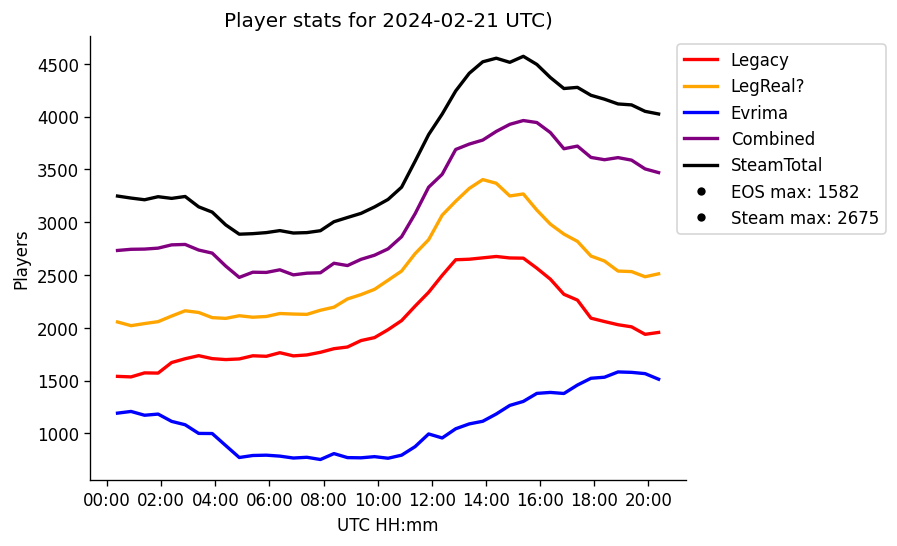 Player stats for 2024-02-21 UTC)
4500
4000
3500
3000
2500
2000
1500
1000
Players
00:00 02:00 04:00 06:00 08:00 10:00 12:00 14:00 16:00 18:00 20:00
UTC HH:mm
Legacy
LegReal?
Evrima
Combined
SteamTotal
EOS max: 1582
Steam max: 2675